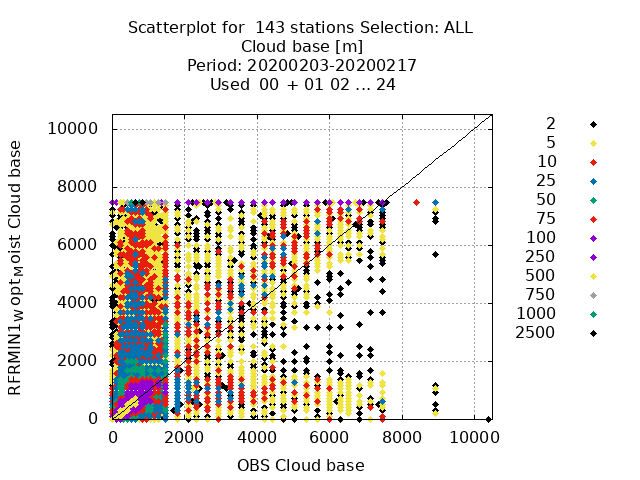 Scatterplot for  143 stations Selection: ALL
Cloud base [m]
Period: 20200203-20200217
Used  00 + 01 02 ... 24
RFRMIN1_W opt_Moist Cloud base
10000
8000
6000
4000
2000
0
0 2000 4000 6000 8000 10000
OBS Cloud base
2
5
10
25
50
75
100
250
500
750
1000
2500